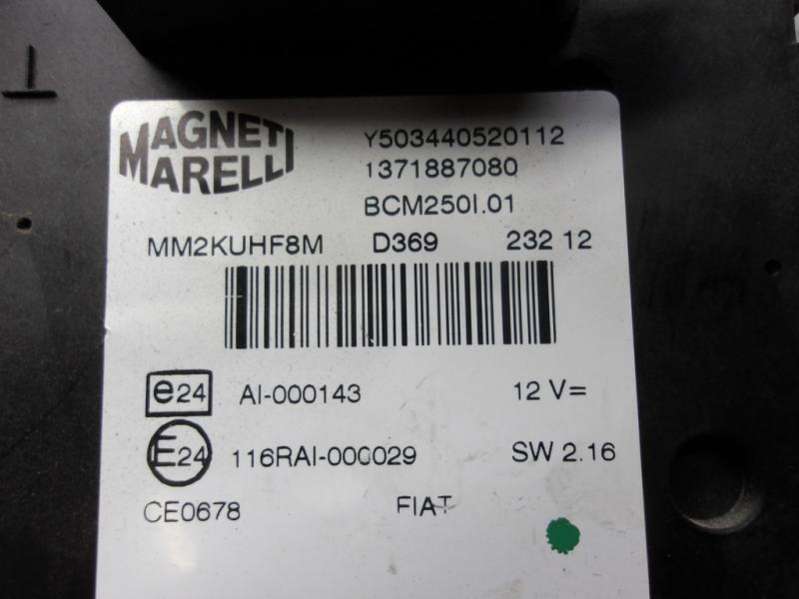 MAGNETI
MARELLI
Y503440520112
1371887080
BCM250I.01
MM2KUHF8M D369 232 12
e24 AI-000143 12 V=
E24 116RAI-000029 SW 2.16
CE0678 FIAT